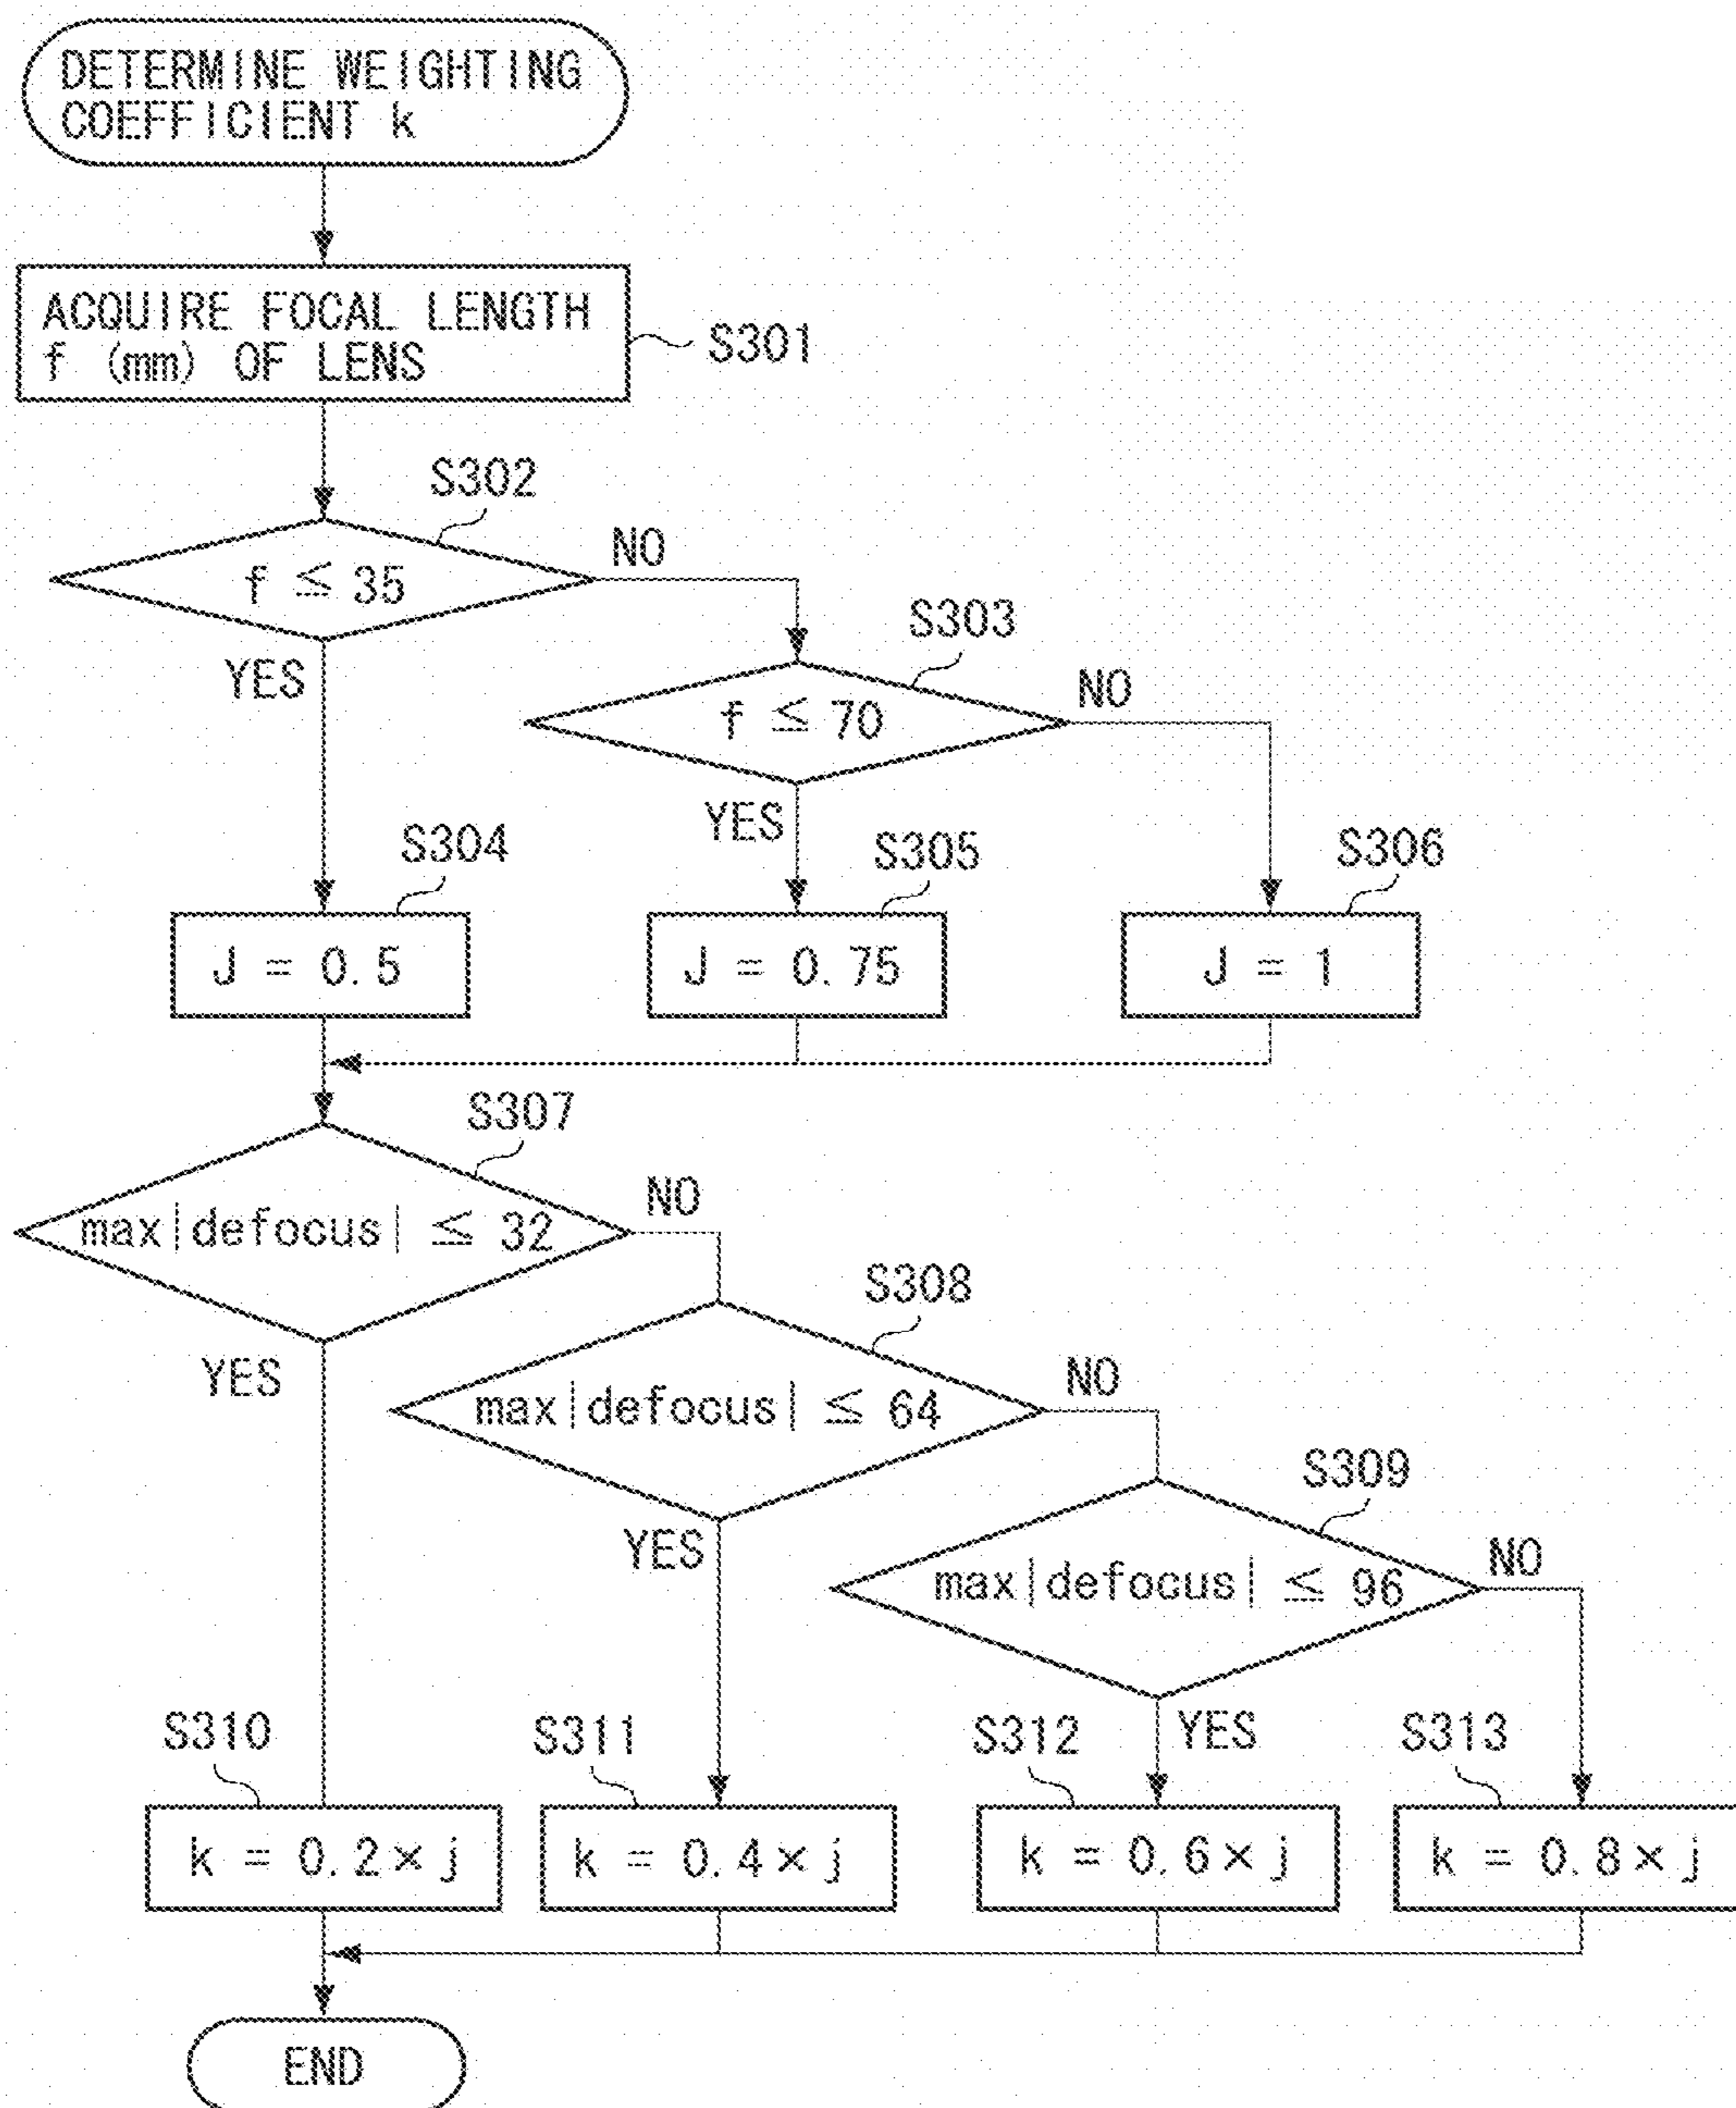 DETERMINE WEIGHTING
COEFFICIENT k
ACQUIRE FOCAL LENGTH
f (mm) OF LENS
S301
S302
f ≦ 35
NO
YES
S303
f ≦ 70
NO
YES
S304
J = 0.5
S305
J = 0.75
S306
J = 1
S307
max|defocus| ≦ 32
NO
YES
S308
max|defocus| ≦ 64
NO
YES
S309
max|defocus| ≦ 96
NO
YES
S310
k = 0.2×j
S311
k = 0.4×j
S312
k = 0.6×j
S313
k = 0.8×j
END